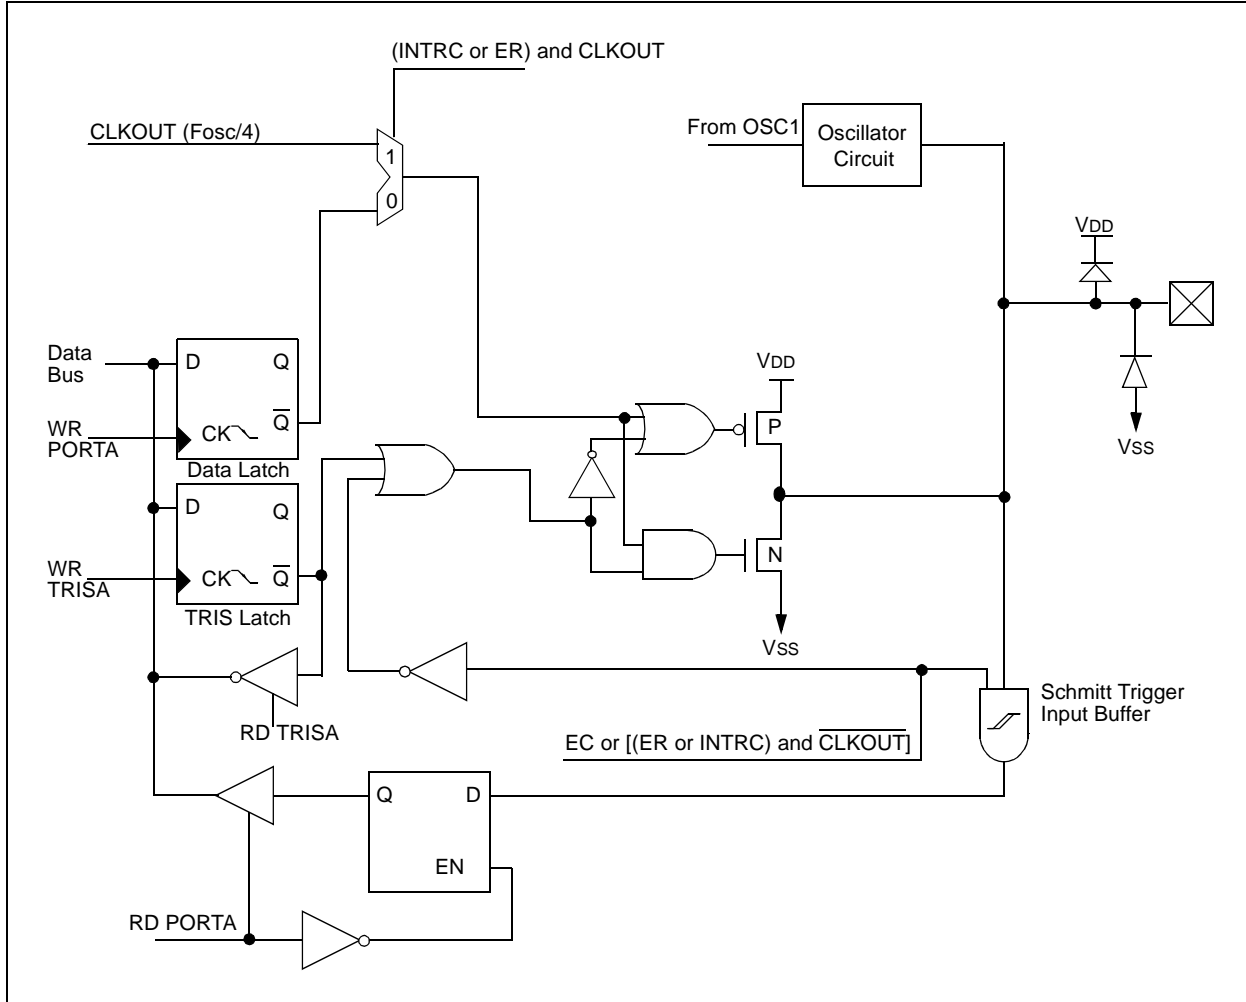 (INTRC or ER) and CLKOUT
CLKOUT (Fosc/4)
1
0
From OSC1
Oscillator
Circuit
VDD
VSS
Data
Bus
D
Q
WR
PORTA
CK
Q̅
Data Latch
D
Q
WR
TRISA
CK
Q̅
TRIS Latch
VDD
P
N
VSS
RD TRISA
Schmitt Trigger
Input Buffer
EC or [(ER or INTRC) and C̅L̅K̅O̅U̅T̅]
Q
D
EN
RD PORTA